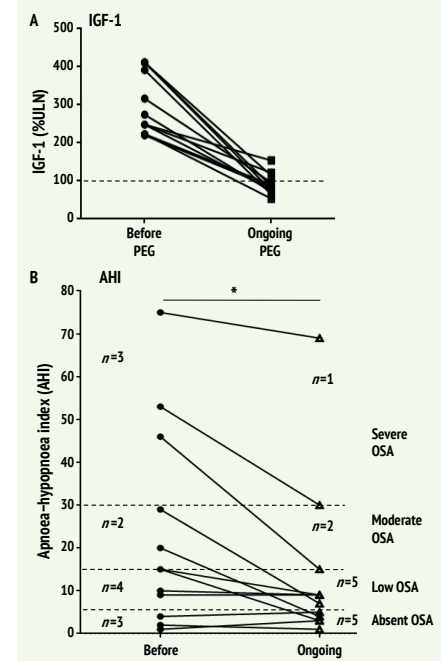 A IGF-1
500
400
300
200
100
0
IGF-1 (%ULN)
Before
PEG
Ongoing
PEG
B AHI
*
80
70
60
50
40
30
20
10
0
Apnoea–hypopnoea index (AHI)
n=3
n=1
Severe
OSA
n=2
n=2
Moderate
OSA
n=4
n=5
Low OSA
n=3
n=5
Absent OSA
Before
Ongoing